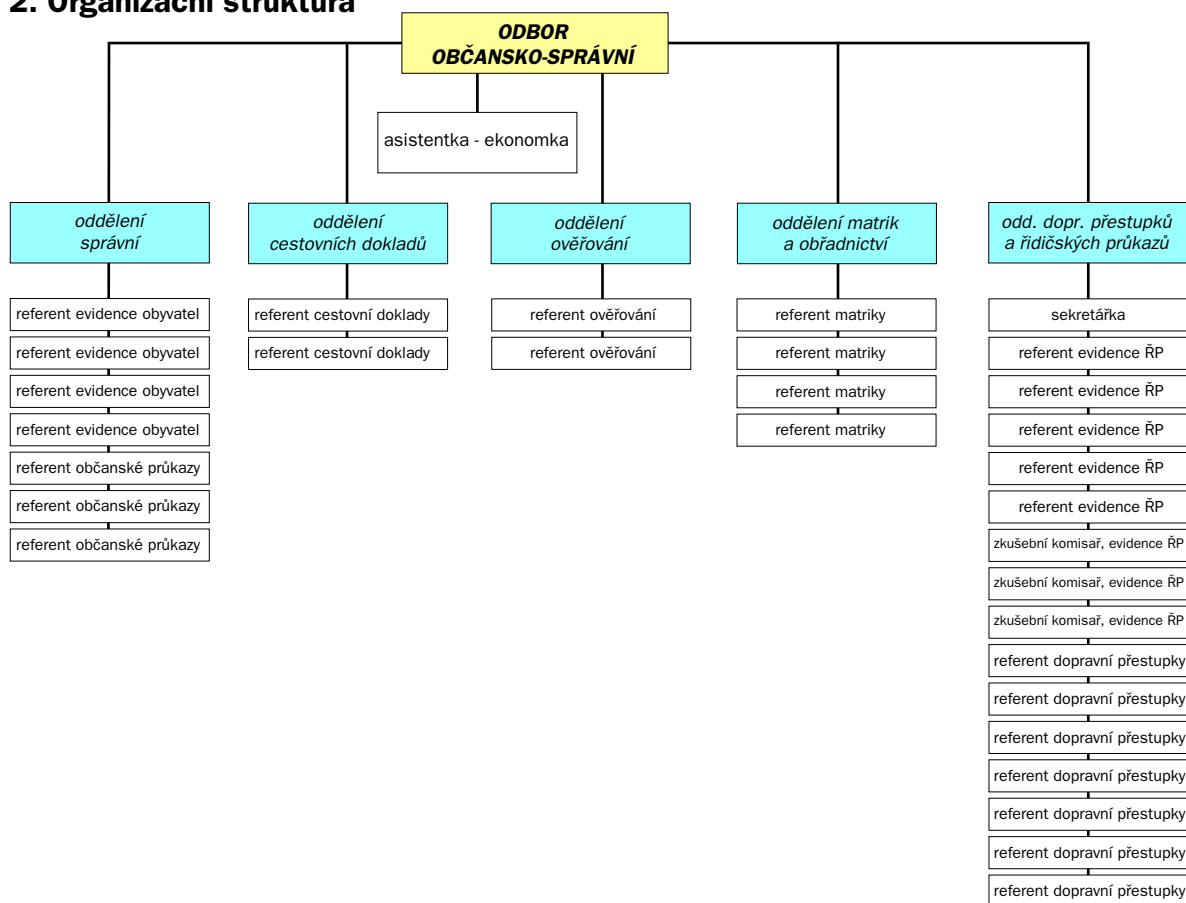 2. Organizační struktura
ODBOR
OBČANSKO-SPRÁVNÍ
asistentka - ekonomka
oddělení
správní
referent evidence obyvatel
referent evidence obyvatel
referent evidence obyvatel
referent evidence obyvatel
referent občanské průkazy
referent občanské průkazy
referent občanské průkazy
oddělení
cestovních dokladů
referent cestovní doklady
referent cestovní doklady
oddělení
ověřování
referent ověřování
referent ověřování
oddělení matrik
a obřadnictví
referent matriky
referent matriky
referent matriky
referent matriky
odd. dopr. přestupků
a řidičských průkazů
sekretářka
referent evidence ŘP
referent evidence ŘP
referent evidence ŘP
referent evidence ŘP
referent evidence ŘP
zkušební komisař, evidence ŘP
zkušební komisař, evidence ŘP
zkušební komisař, evidence ŘP
referent dopravní přestupky
referent dopravní přestupky
referent dopravní přestupky
referent dopravní přestupky
referent dopravní přestupky
referent dopravní přestupky
referent dopravní přestupky